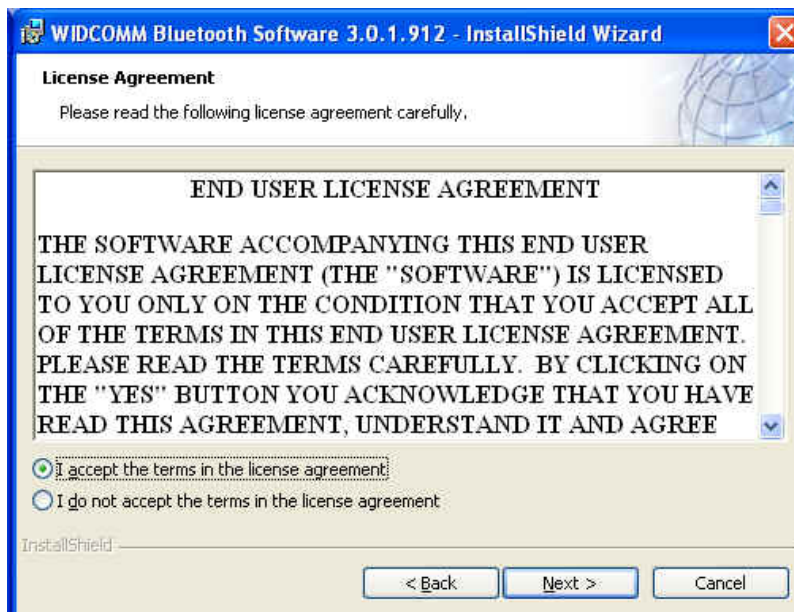 WIDCOMM Bluetooth Software 3.0.1.912 - InstallShield Wizard
License Agreement
Please read the following license agreement carefully.
END USER LICENSE AGREEMENT
THE SOFTWARE ACCOMPANYING THIS END USER
LICENSE AGREEMENT (THE "SOFTWARE") IS LICENSED
TO YOU ONLY ON THE CONDITION THAT YOU ACCEPT ALL
OF THE TERMS IN THIS END USER LICENSE AGREEMENT.
PLEASE READ THE TERMS CAREFULLY.  BY CLICKING ON
THE "YES" BUTTON YOU ACKNOWLEDGE THAT YOU HAVE
READ THIS AGREEMENT, UNDERSTAND IT AND AGREE
I accept the terms in the license agreement
I do not accept the terms in the license agreement
InstallShield
< Back Next > Cancel